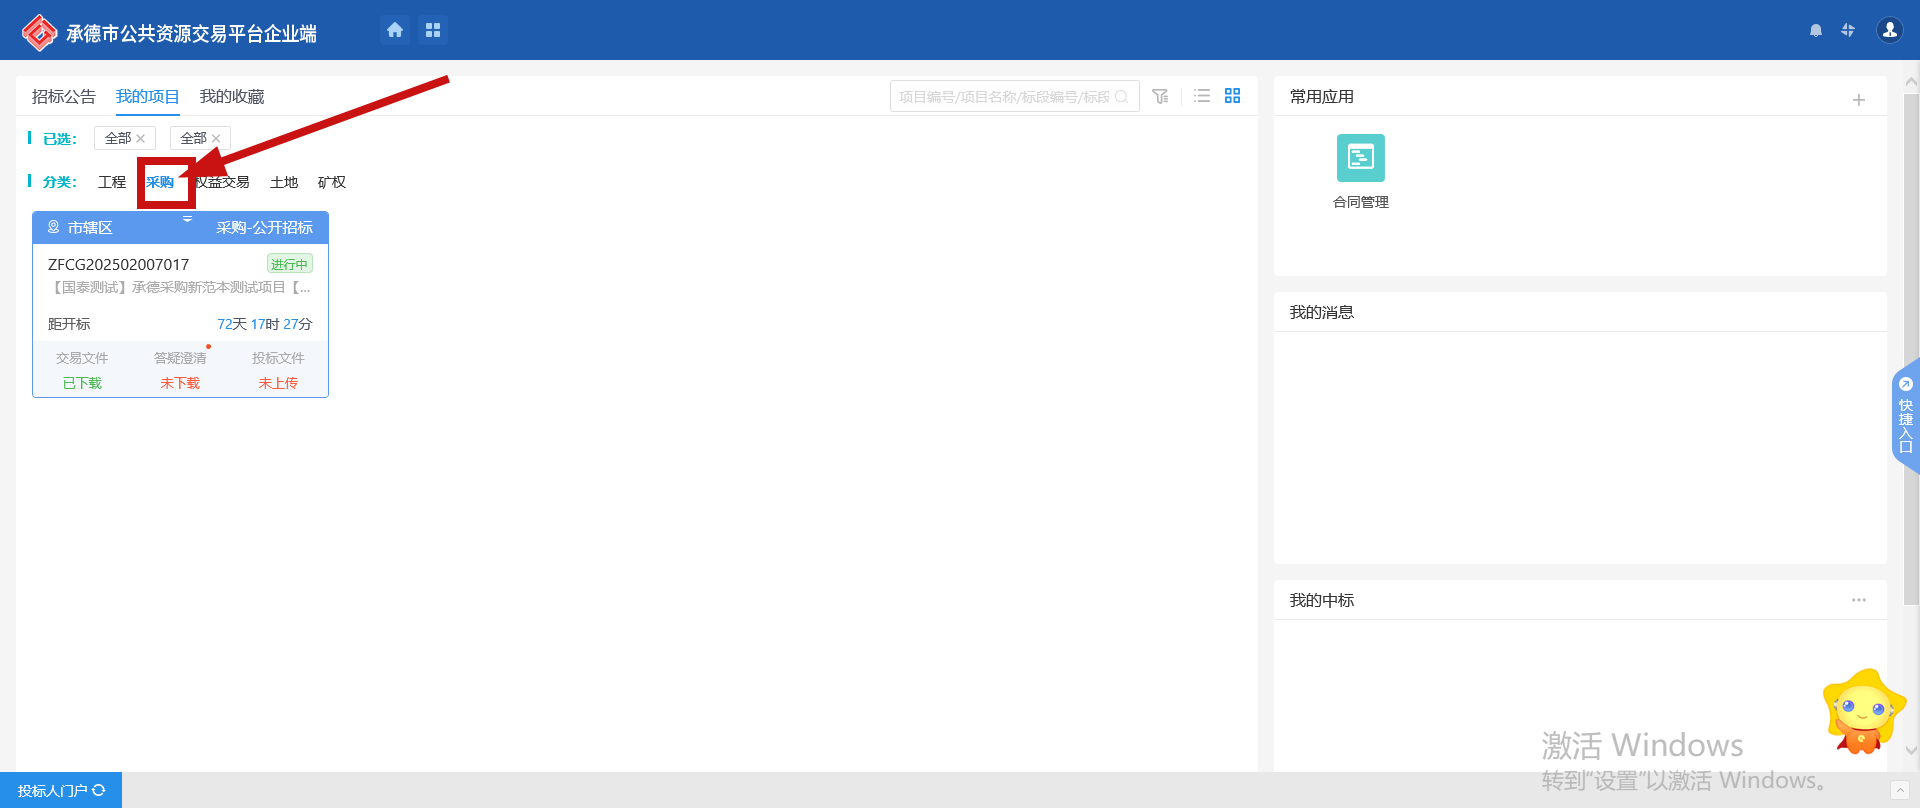 承德市公共资源交易平台企业端
招标公告 我的项目 我的收藏
项目编号/项目名称/标段编号/标段
已选： 全部 全部
分类： 工程 采购 权益交易 土地 矿权
市辖区 采购-公开招标
ZFCG202502007017 进行中
【国泰测试】承德采购新范本测试项目【...
距开标 72天 17时 27分
交易文件 答疑澄清 投标文件
已下载 未下载 未上传
常用应用
合同管理
我的消息
我的中标
快捷入口
激活 Windows
转到“设置”以激活 Windows。
投标人门户